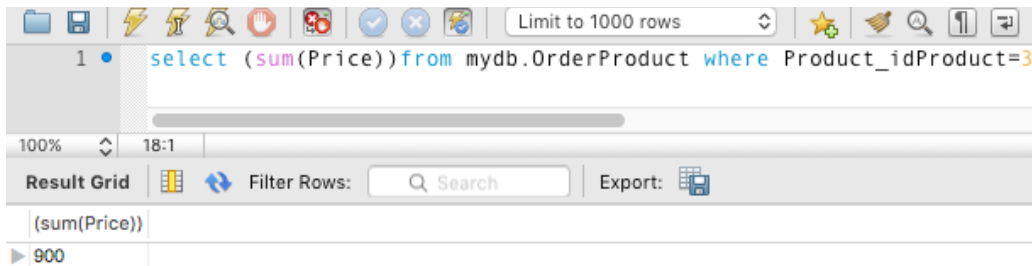 Limit to 1000 rows
1 select (sum(Price))from mydb.OrderProduct where Product_idProduct=3
100% 18:1
Result Grid Filter Rows: Search Export:
(sum(Price))
900